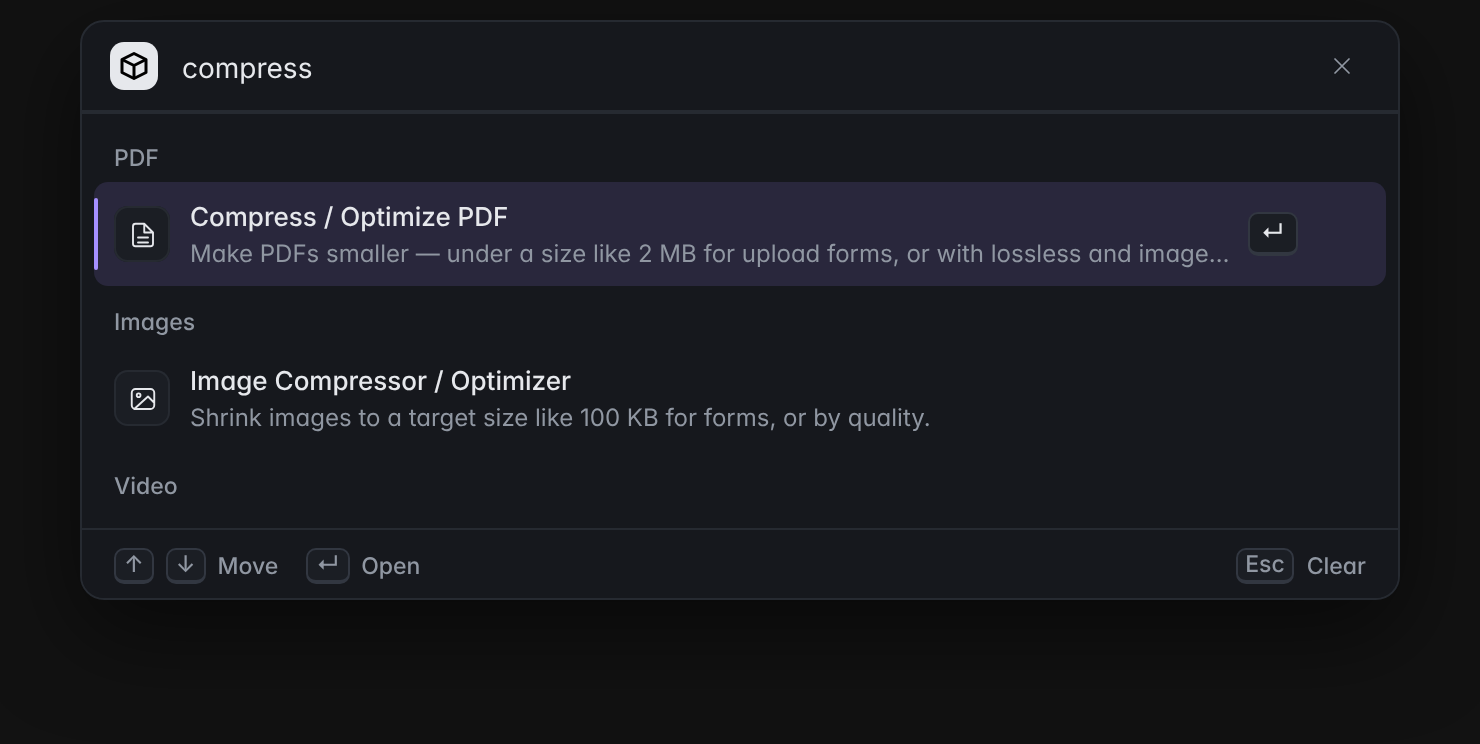 compress
PDF
Compress / Optimize PDF
Make PDFs smaller — under a size like 2 MB for upload forms, or with lossless and image...
Images
Image Compressor / Optimizer
Shrink images to a target size like 100 KB for forms, or by quality.
Video
↑ ↓ Move ↵ Open Esc Clear